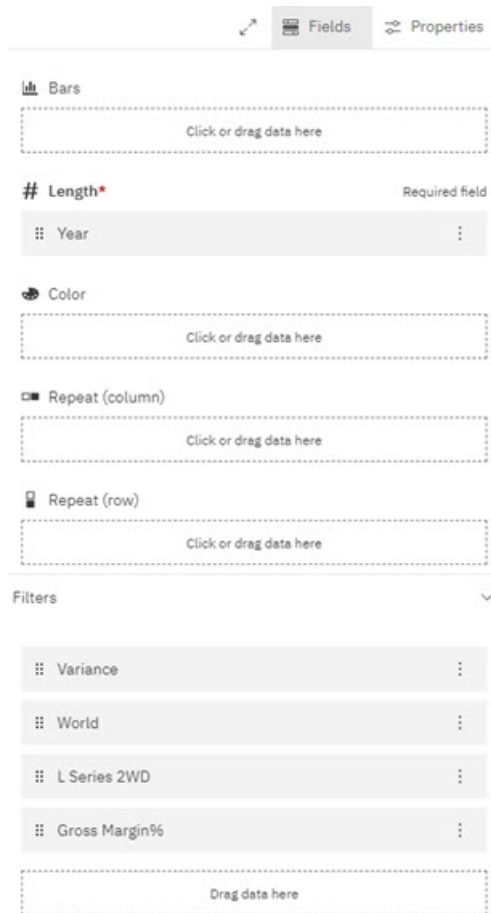 Fields
Properties
Bars
Click or drag data here
# Length*
Required field
Year
Color
Click or drag data here
Repeat (column)
Click or drag data here
Repeat (row)
Click or drag data here
Filters
Variance
World
L Series 2WD
Gross Margin%
Drag data here